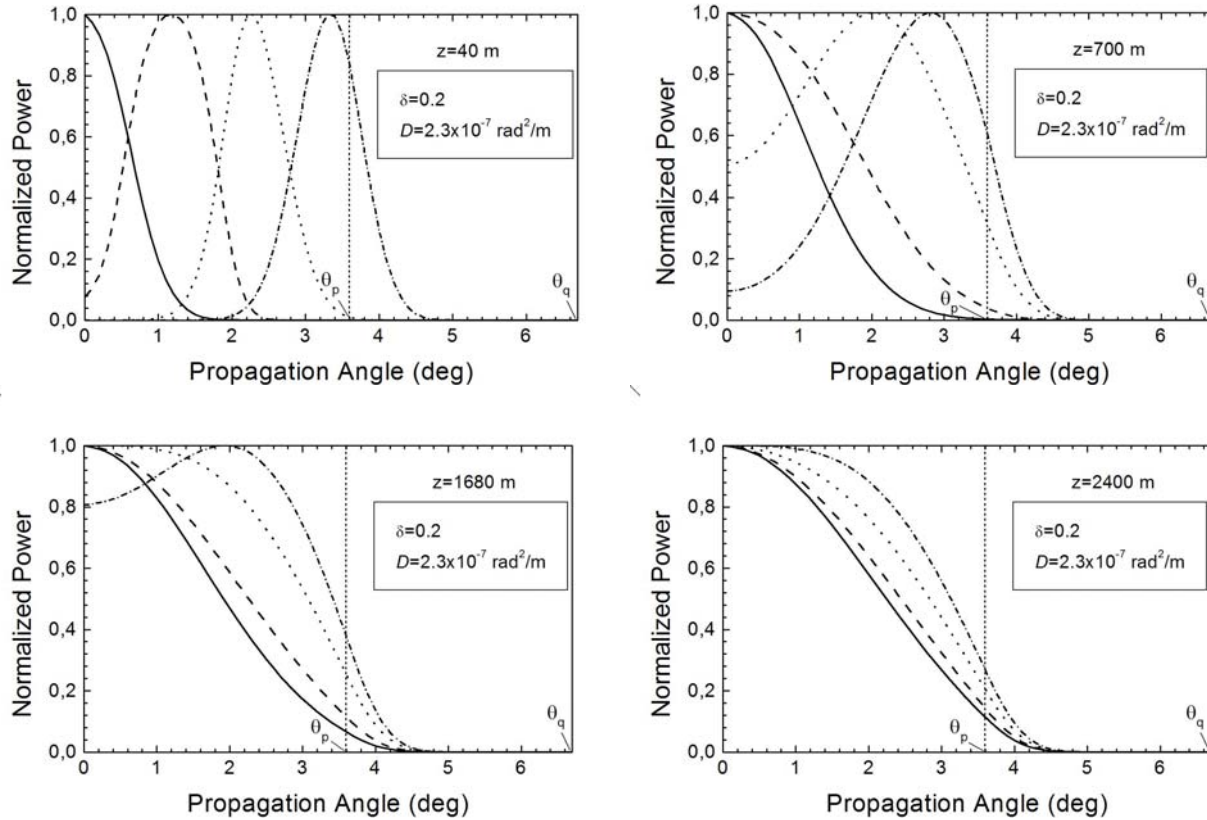 1,0
0,8
0,6
0,4
0,2
0,0
Normalized Power
z=40 m
δ=0.2
D=2.3x10⁻⁷ rad²/m
θp
θq
0 1 2 3 4 5 6
Propagation Angle (deg)
1,0
0,8
0,6
0,4
0,2
0,0
Normalized Power
z=700 m
δ=0.2
D=2.3x10⁻⁷ rad²/m
θp
θq
0 1 2 3 4 5 6
Propagation Angle (deg)
1,0
0,8
0,6
0,4
0,2
0,0
Normalized Power
z=1680 m
δ=0.2
D=2.3x10⁻⁷ rad²/m
θp
θq
0 1 2 3 4 5 6
Propagation Angle (deg)
1,0
0,8
0,6
0,4
0,2
0,0
Normalized Power
z=2400 m
δ=0.2
D=2.3x10⁻⁷ rad²/m
θp
θq
0 1 2 3 4 5 6
Propagation Angle (deg)